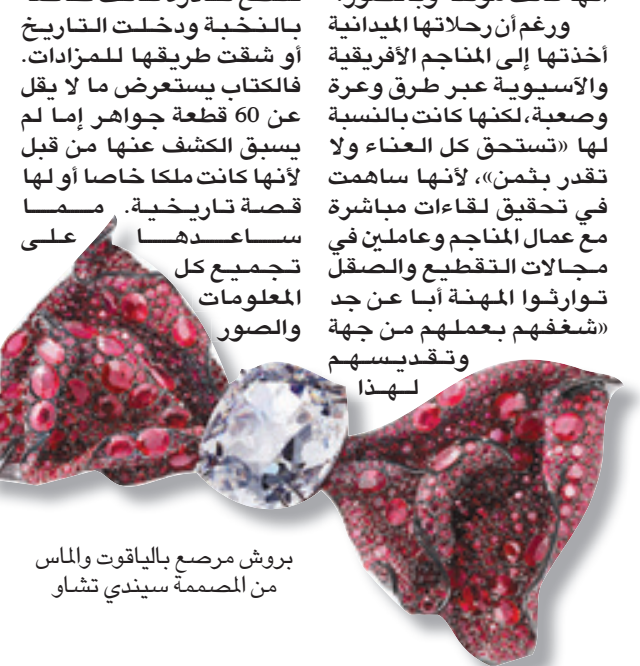 ورغم أن رحلاتها الميدانية
أخذتها إلى المناجم الأفريقية
والآسيوية عبر طرق وعرة
وصعبة، لكنها كانت بالنسبة
لها «تستحق كل العناء ولا
تقدر بثمن»، لأنها ساهمت
في تحقيق لقاءات مباشرة
مع عمال المناجم وعاملين في
مجالات التقطيع والصقل
توارثوا المهنة أبا عن جد
«شغفهم بعملهم من جهة
وتقديسهم
لهذا
بالنخبة ودخلت التاريخ
أو شقت طريقها للمزادات.
فالكتاب يستعرض ما لا يقل
عن 60 قطعة جواهر إما لم
يسبق الكشف عنها من قبل
لأنها كانت ملكا خاصا أو لها
قصة تاريخية. مما
ساعدها على
تجميع كل
المعلومات
والصور
بروش مرصع بالياقوت والماس
من المصممة سيندي تشاو